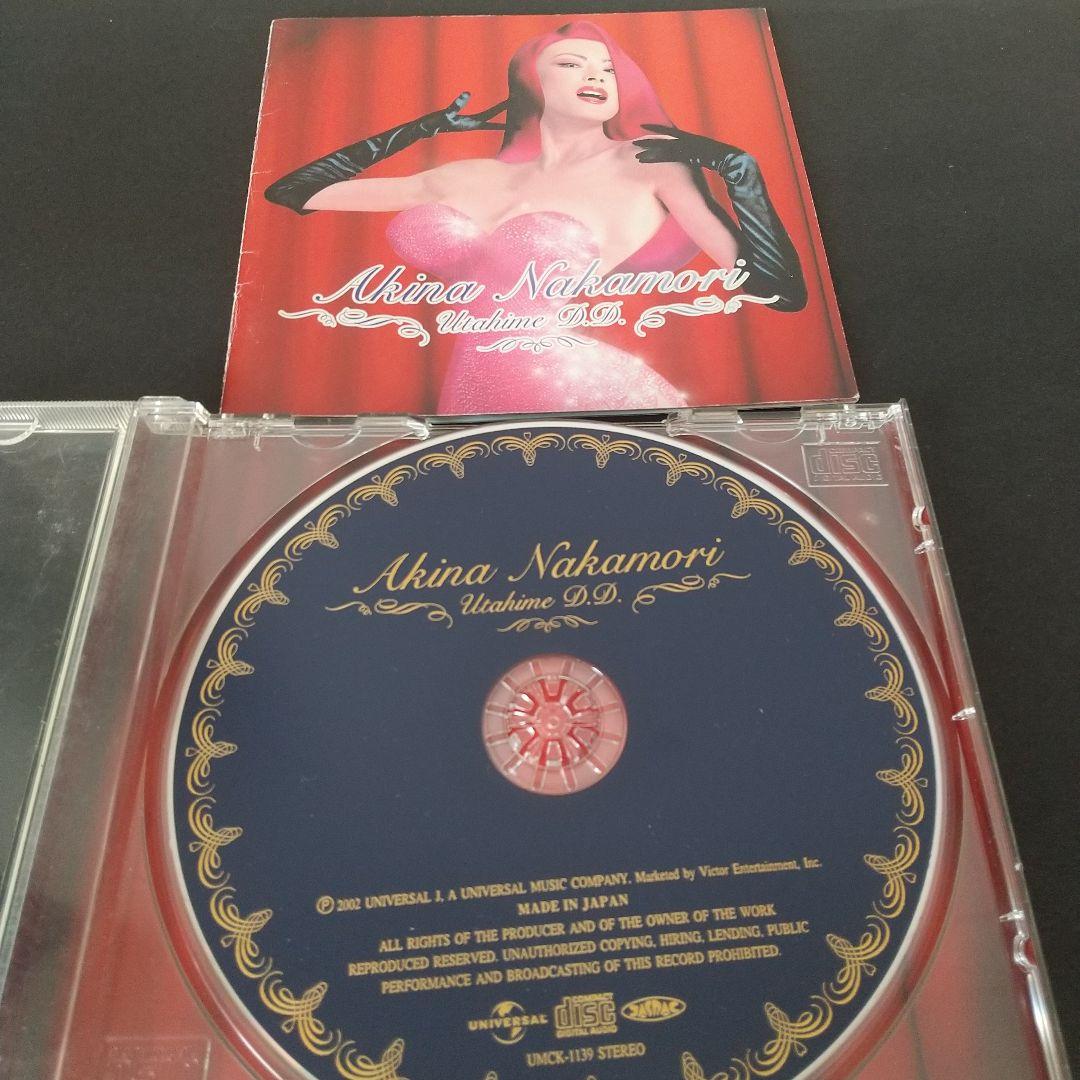 Akina Nakamori
Utahime D.D.
disc
Akina Nakamori
Utahime D.D.
Ⓟ 2002 UNIVERSAL J, A UNIVERSAL MUSIC COMPANY. Marketed by Victor Entertainment, Inc.
MADE IN JAPAN
ALL RIGHTS OF THE PRODUCER AND OF THE OWNER OF THE WORK
REPRODUCED RESERVED. UNAUTHORIZED COPYING, HIRING, LENDING, PUBLIC
PERFORMANCE AND BROADCASTING OF THIS RECORD PROHIBITED.
UNIVERSAL
COMPACT
disc
DIGITAL AUDIO
JASRAC
UMCK-1139 STEREO